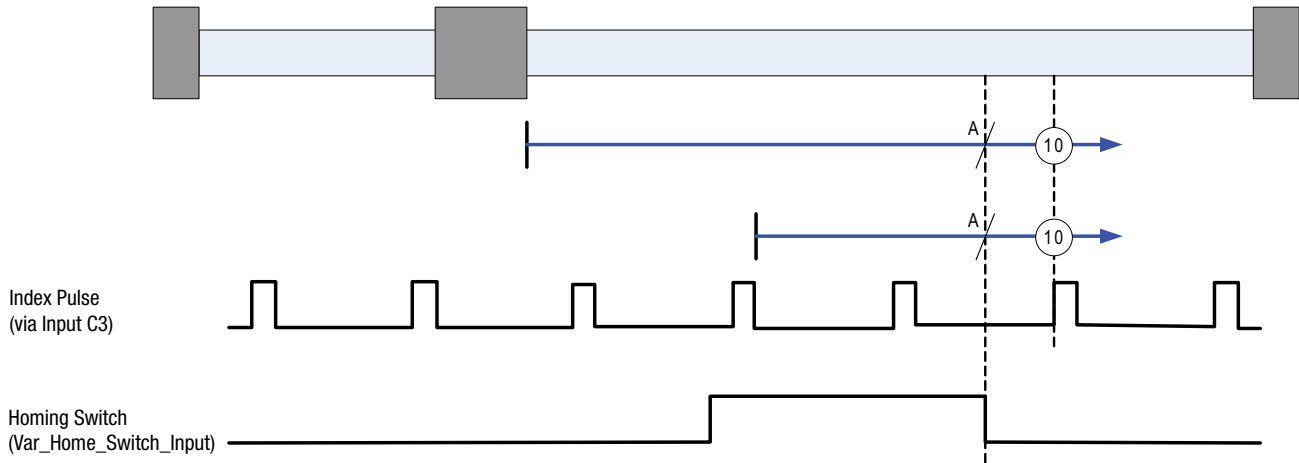 A
10
A
10
Index Pulse
(via Input C3)
Homing Switch
(Var_Home_Switch_Input)